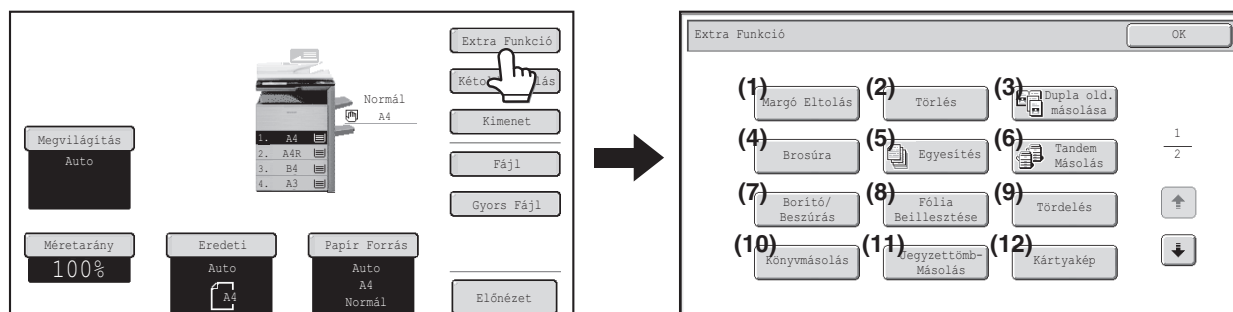 Extra Funkció
Normál
A4
Kimenet
Megvilágítás
Auto
1. A4
2. A4R
3. B4
4. A3
Fájl
Gyors Fájl
Méretarány
100%
Eredeti
Auto
A4
Papír Forrás
Auto
A4
Normál
Előnézet
Extra Funkció
OK
(1) Margó Eltolás
(2) Törlés
(3) Dupla old.
másolása
(4) Brosúra
(5) Egyesítés
(6) Tandem
Másolás
1
2
(7) Borító/
Beszúrás
(8) Fólia
Beillesztése
(9) Tördelés
(10) Könyvmásolás
(11) Jegyzettömb-
Másolás
(12) Kártyakép